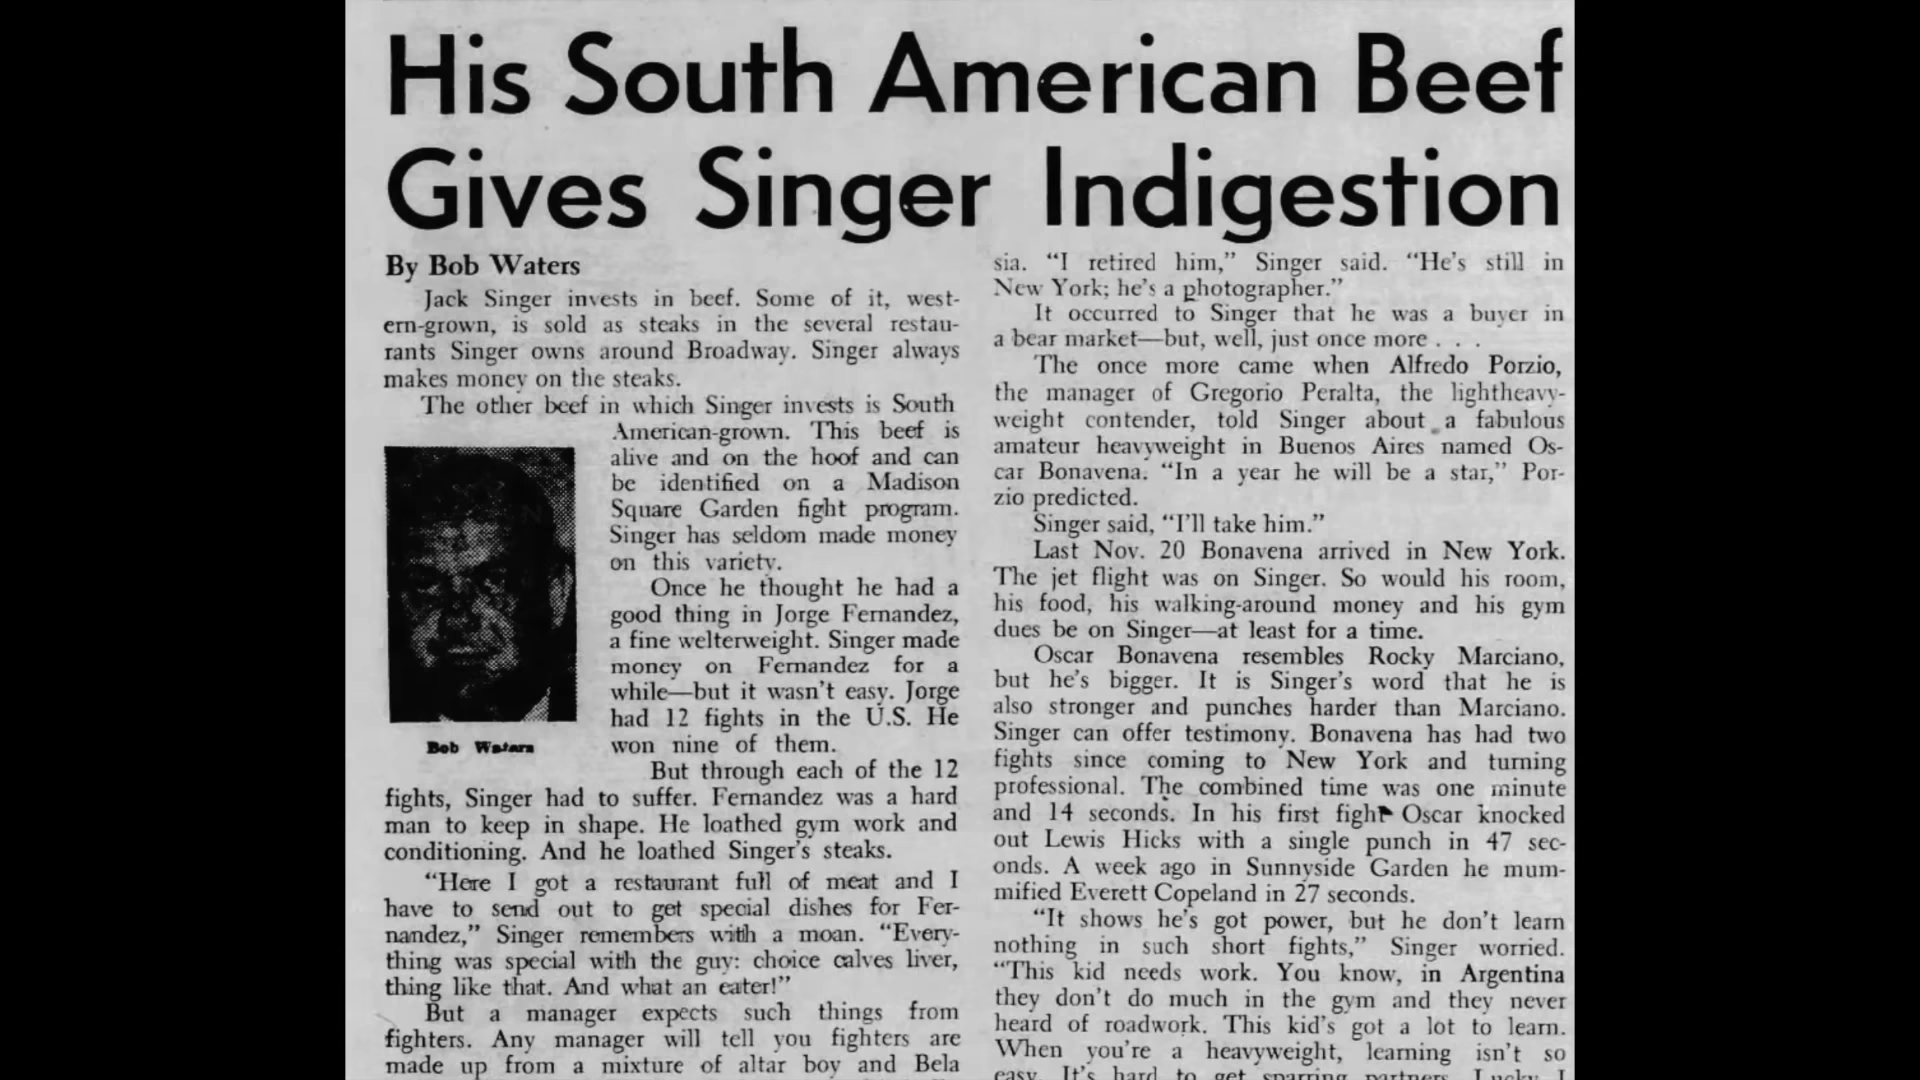 His South American Beef
Gives Singer Indigestion
By Bob Waters
Jack Singer invests in beef. Some of it, west-
ern-grown, is sold as steaks in the several restau-
rants Singer owns around Broadway. Singer always
makes money on the steaks.
The other beef in which Singer invests is South
American-grown. This beef is
alive and on the hoof and can
be identified on a Madison
Square Garden fight program.
Singer has seldom made money
on this variety.
Once he thought he had a
good thing in Jorge Fernandez,
a fine welterweight. Singer made
money on Fernandez for a
while—but it wasn't easy. Jorge
had 12 fights in the U.S. He
won nine of them.
Bob Waters
But through each of the 12
fights, Singer had to suffer. Fernandez was a hard
man to keep in shape. He loathed gym work and
conditioning. And he loathed Singer's steaks.
"Here I got a restaurant full of meat and I
have to send out to get special dishes for Fer-
nandez," Singer remembers with a moan. "Every-
thing was special with the guy: choice calves liver,
thing like that. And what an eater!"
But a manager expects such things from
fighters. Any manager will tell you fighters are
made up from a mixture of altar boy and Bela
sia. "I retired him," Singer said. "He's still in
New York; he's a photographer."
It occurred to Singer that he was a buyer in
a bear market—but, well, just once more . . .
The once more came when Alfredo Porzio,
the manager of Gregorio Peralta, the lightheavy-
weight contender, told Singer about a fabulous
amateur heavyweight in Buenos Aires named Os-
car Bonavena. "In a year he will be a star," Por-
zio predicted.
Singer said, "I'll take him."
Last Nov. 20 Bonavena arrived in New York.
The jet flight was on Singer. So would his room,
his food, his walking-around money and his gym
dues be on Singer—at least for a time.
Oscar Bonavena resembles Rocky Marciano,
but he's bigger. It is Singer's word that he is
also stronger and punches harder than Marciano.
Singer can offer testimony. Bonavena has had two
fights since coming to New York and turning
professional. The combined time was one minute
and 14 seconds. In his first fight Oscar knocked
out Lewis Hicks with a single punch in 47 sec-
onds. A week ago in Sunnyside Garden he mum-
mified Everett Copeland in 27 seconds.
"It shows he's got power, but he don't learn
nothing in such short fights," Singer worried.
"This kid needs work. You know, in Argentina
they don't do much in the gym and they never
heard of roadwork. This kid's got a lot to learn.
When you're a heavyweight, learning isn't so
easy. It's hard to get sparring partners. Lucky I